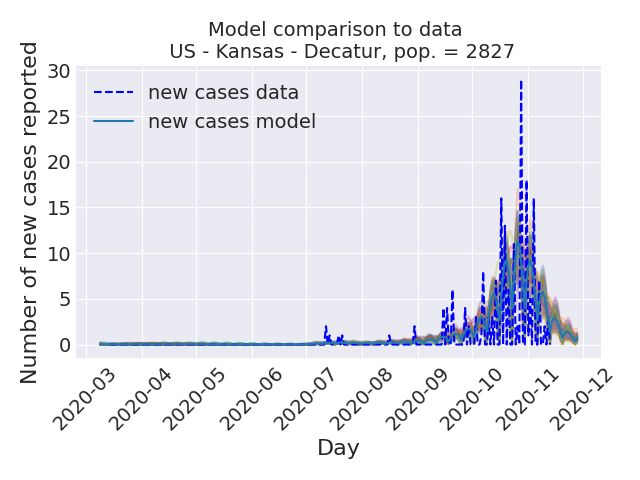 Model comparison to data
US - Kansas - Decatur, pop. = 2827
Number of new cases reported
30
25
20
15
10
5
0
new cases data
new cases model
2020-03
2020-04
2020-05
2020-06
2020-07
2020-08
2020-09
2020-10
2020-11
2020-12
Day